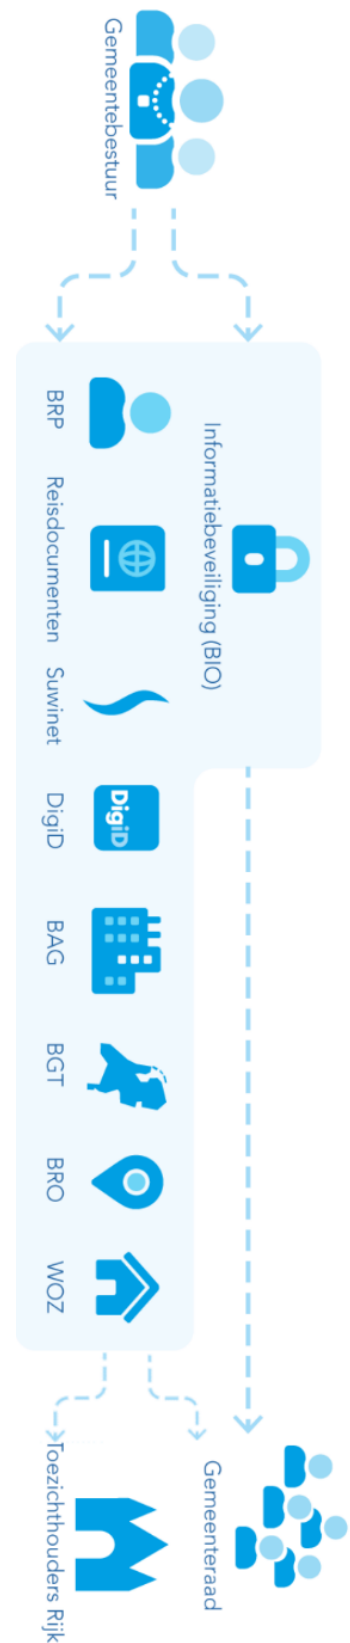 Gemeentebestuur
Informatiebeveiliging (BIO)
BRP
Reisdocumenten
Suwinet
DigiD
DigiD
BAG
BGT
BRO
WOZ
Gemeenteraad
Toezichthouders Rijk